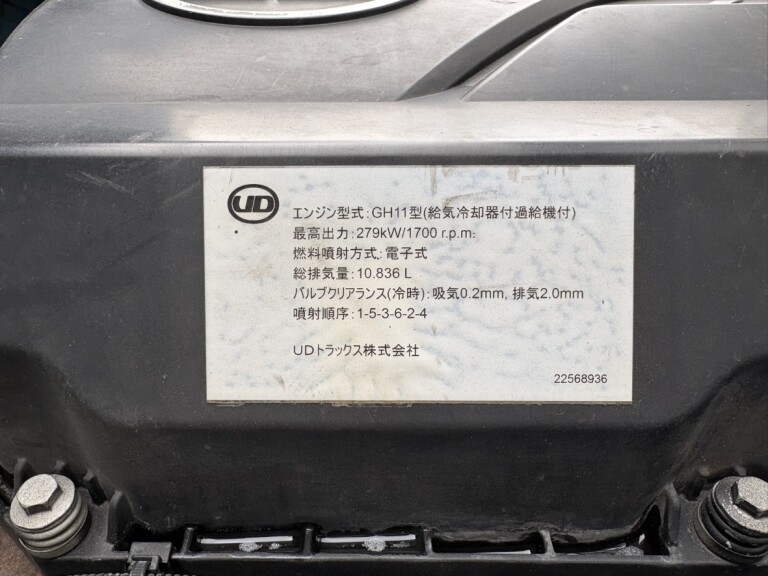 UD
エンジン型式:GH11型(給気冷却器付過給機付)
最高出力:279kW/1700 r.p.m.
燃料噴射方式:電子式
総排気量:10.836 L
バルブクリアランス(冷時):吸気0.2mm, 排気2.0mm
噴射順序:1-5-3-6-2-4
UDトラックス株式会社
22568936